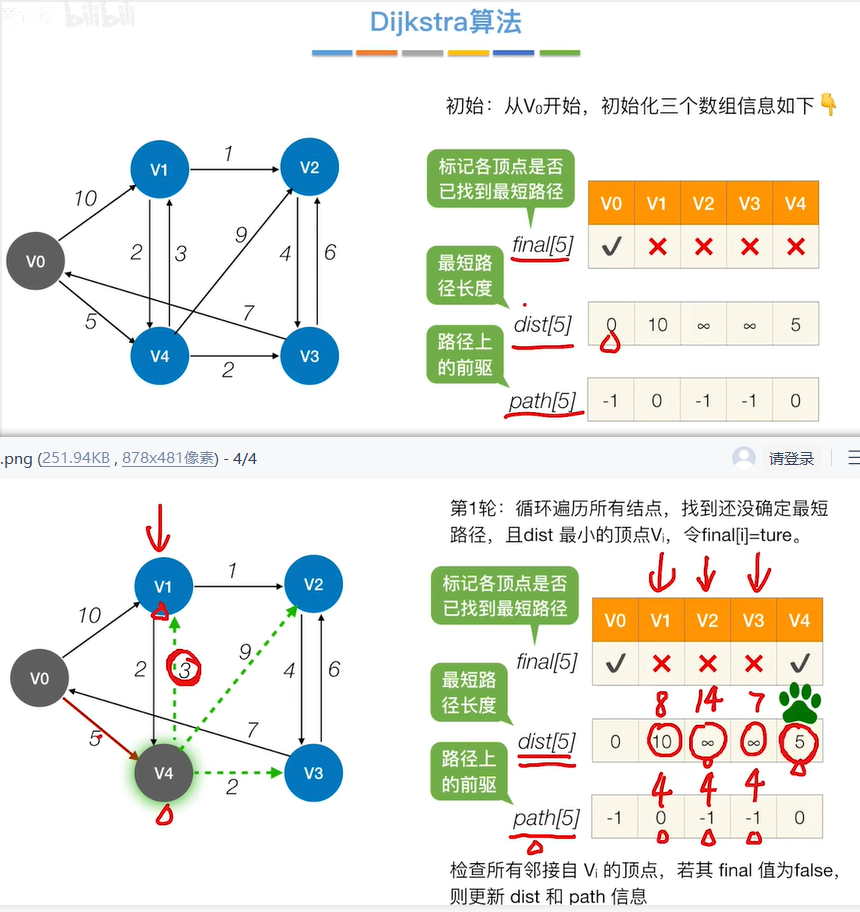 bilibili
Dijkstra算法
初始：从V₀开始，初始化三个数组信息如下👇
标记各顶点是否
已找到最短路径
V0 V1 V2 V3 V4
final[5] ✓ ✕ ✕ ✕ ✕
最短路
径长度
dist[5] 0 10 ∞ ∞ 5
路径上
的前驱
path[5] -1 0 -1 -1 0
V1 1 V2
10
2 3 9 4 6
V0
5 7
V4 2 V3
.png (251.94KB , 878x481像素) - 4/4
请登录
第1轮：循环遍历所有结点，找到还没确定最短
路径，且dist 最小的顶点Vᵢ，令final[i]=ture。
标记各顶点是否
已找到最短路径
V0 V1 V2 V3 V4
final[5] ✓ ✕ ✕ ✕ ✓
8 14 7
最短路
径长度
dist[5] 0 10 ∞ ∞ 5
4 4 4
路径上
的前驱
path[5] -1 0 -1 -1 0
V1 1 V2
10
2 3 9 4 6
V0
5 7
V4 2 V3
检查所有邻接自 Vᵢ 的顶点，若其 final 值为false，
则更新 dist 和 path 信息